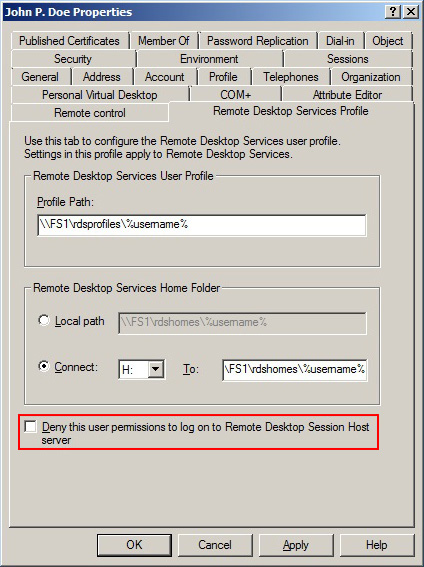 John P. Doe Properties
Published Certificates Member Of Password Replication Dial-in Object
Security Environment Sessions
General Address Account Profile Telephones Organization
Personal Virtual Desktop COM+ Attribute Editor
Remote control Remote Desktop Services Profile
Use this tab to configure the Remote Desktop Services user profile.
Settings in this profile apply to Remote Desktop Services.
Remote Desktop Services User Profile
Profile Path:
\\FS1\rdsprofiles\%username%
Remote Desktop Services Home Folder
Local path \\FS1\rdshomes\%username%
Connect: H: To: \FS1\rdshomes\%username%
Deny this user permissions to log on to Remote Desktop Session Host
server
OK Cancel Apply Help